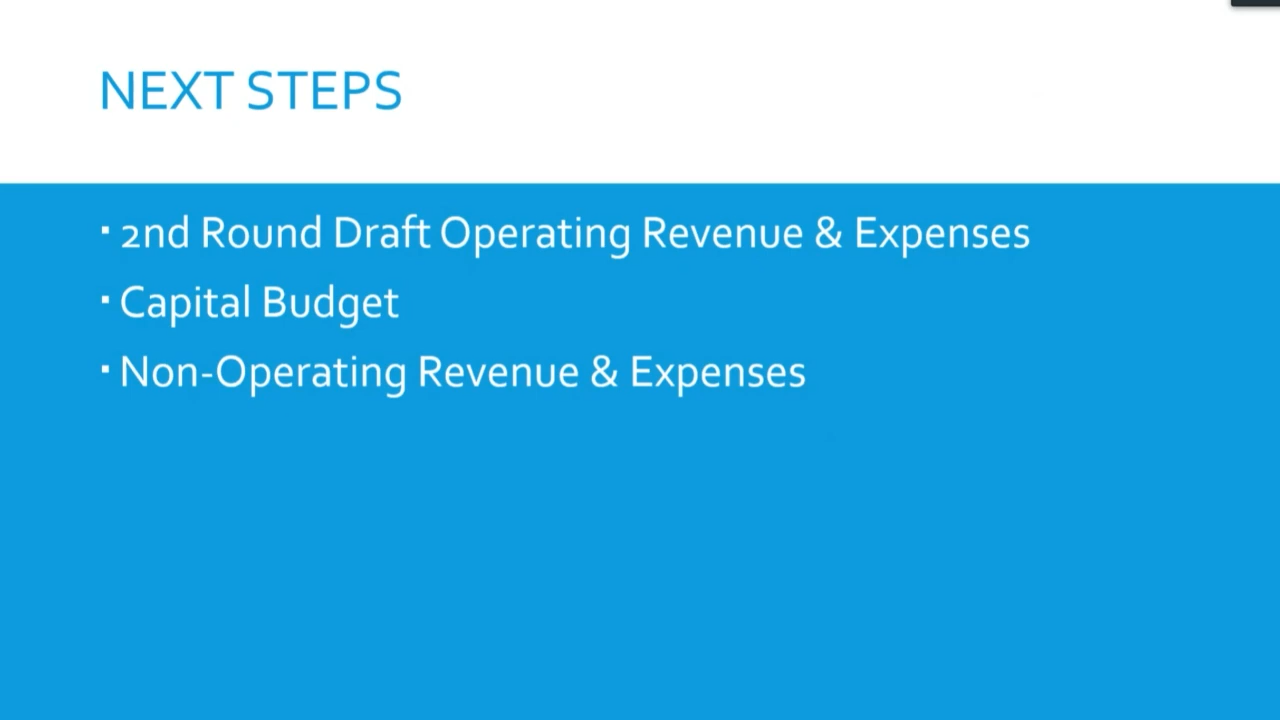 NEXT STEPS
▪ 2nd Round Draft Operating Revenue & Expenses
▪ Capital Budget
▪ Non-Operating Revenue & Expenses